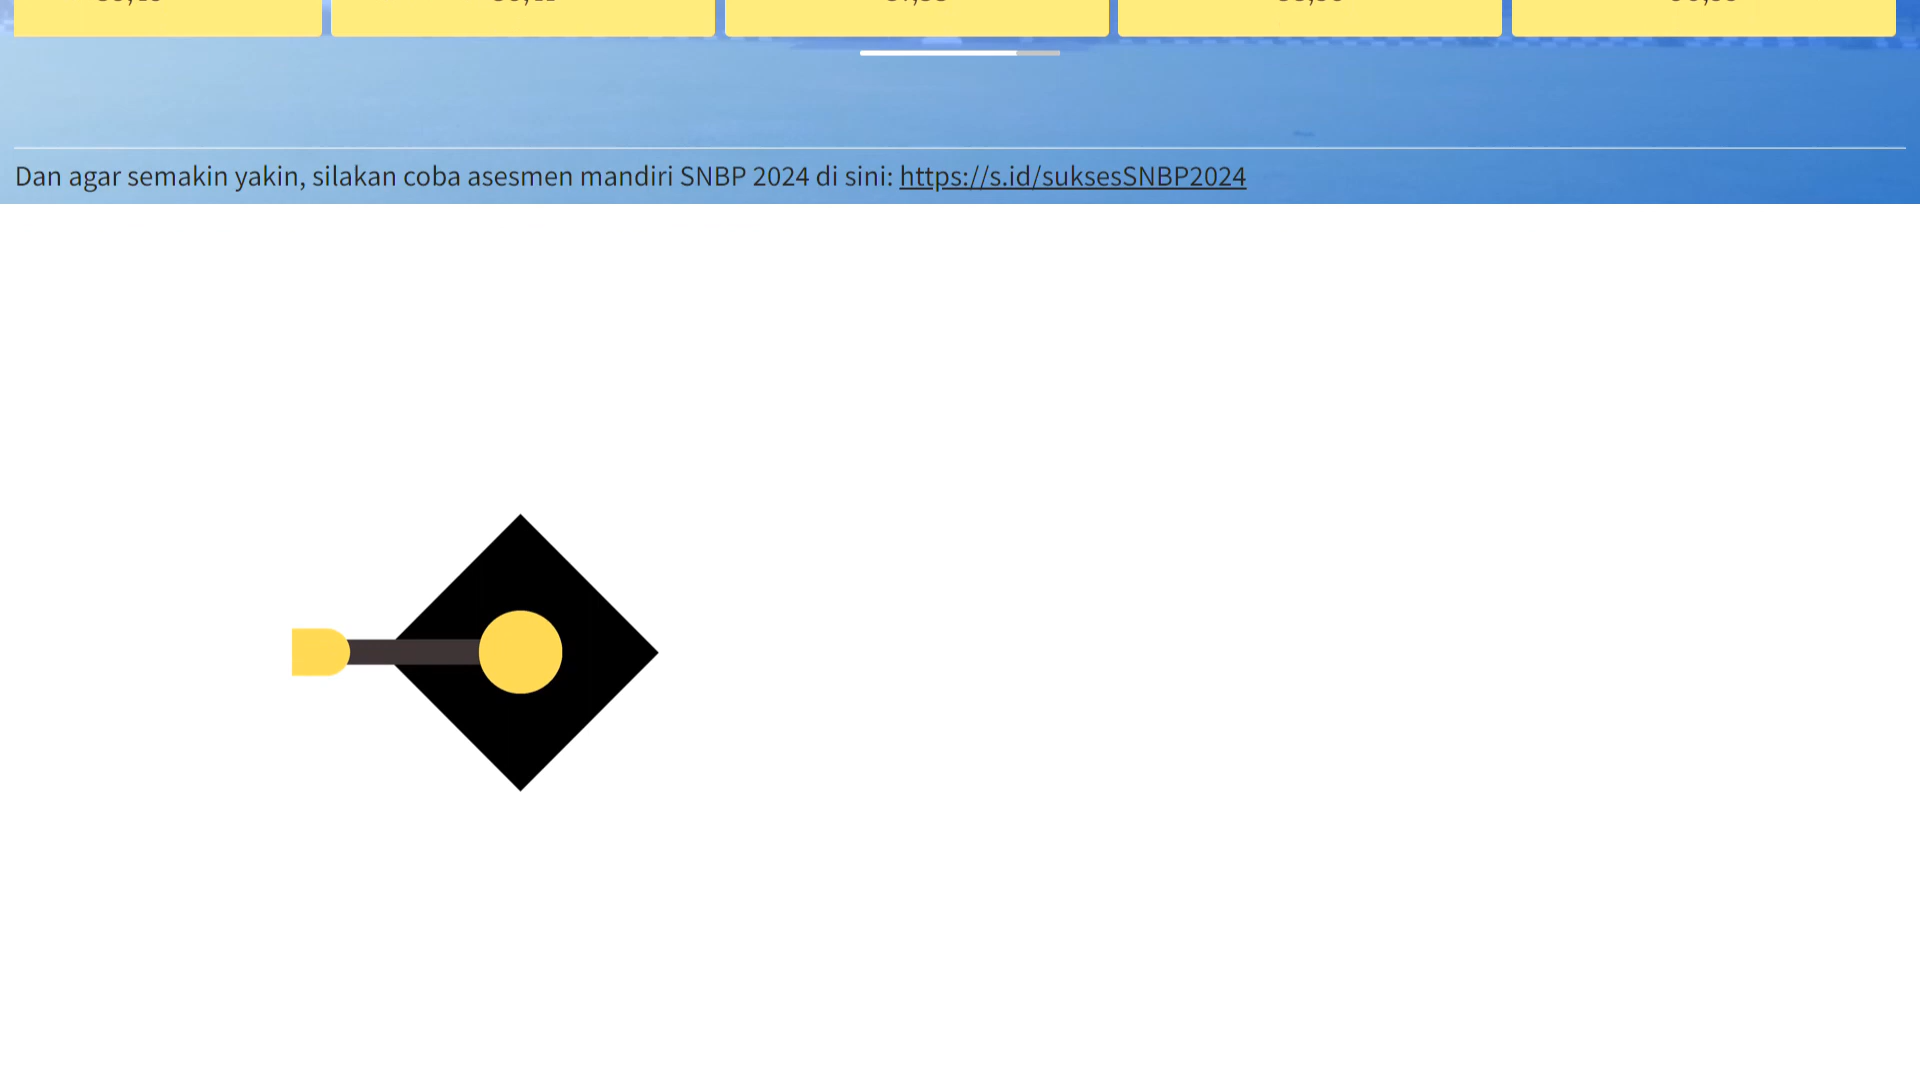 Dan agar semakin yakin, silakan coba asesmen mandiri SNBP 2024 di sini: https://s.id/suksesSNBP2024